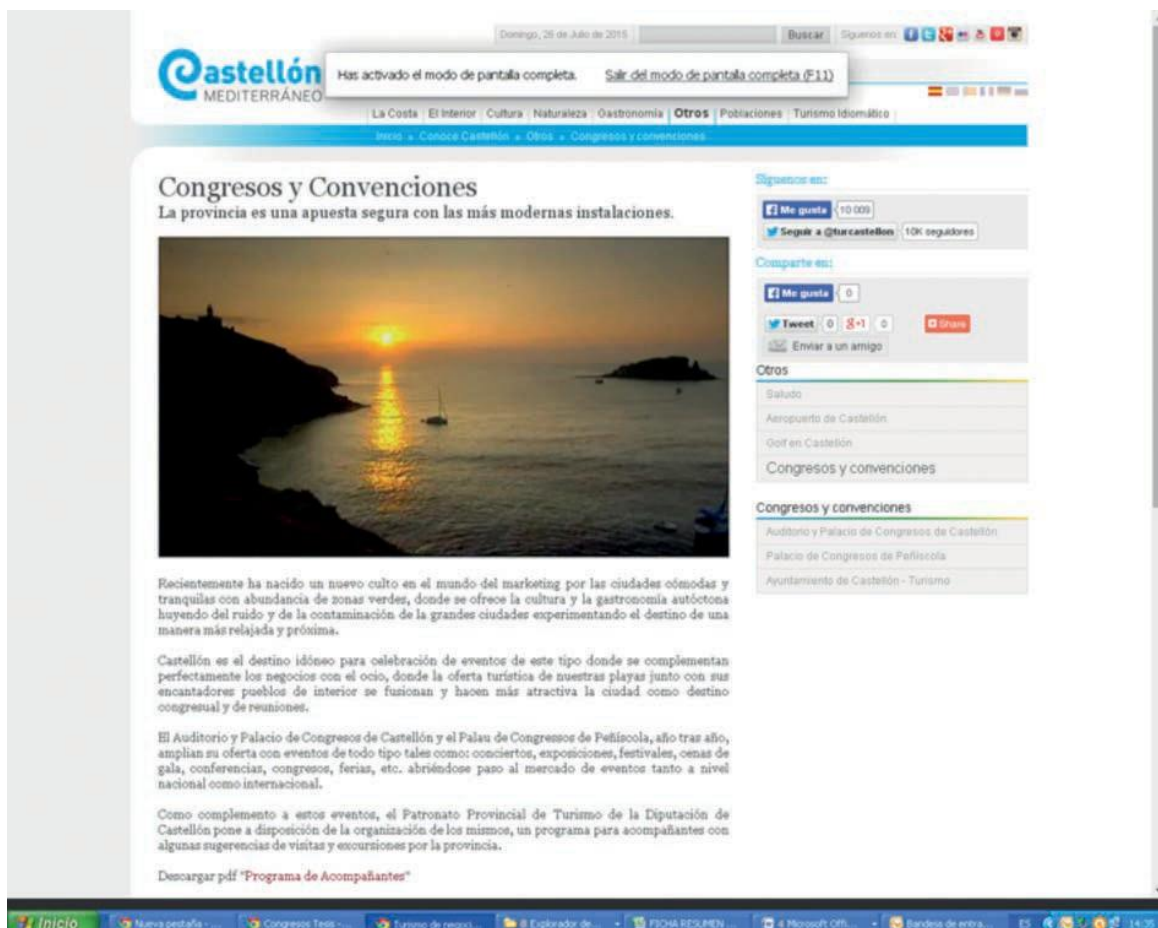 Domingo, 26 de Julio de 2015
Buscar
Síguenos en:
Castellón
MEDITERRÁNEO
Has activado el modo de pantalla completa. Salir del modo de pantalla completa (F11)
La Costa El Interior Cultura Naturaleza Gastronomía Otros Poblaciones Turismo Idiomático
Inicio » Conoce Castellón » Otros » Congresos y convenciones
Congresos y Convenciones
La provincia es una apuesta segura con las más modernas instalaciones.
Recientemente ha nacido un nuevo culto en el mundo del marketing por las ciudades cómodas y
tranquilas con abundancia de zonas verdes, donde se ofrece la cultura y la gastronomía autóctona
huyendo del ruido y de la contaminación de la grandes ciudades experimentando el destino de una
manera más relajada y próxima.
Castellón es el destino idóneo para celebración de eventos de este tipo donde se complementan
perfectamente los negocios con el ocio, donde la oferta turística de nuestras playas junto con sus
encantadores pueblos de interior se fusionan y hacen más atractiva la ciudad como destino
congresual y de reuniones.
El Auditorio y Palacio de Congresos de Castellón y el Palau de Congressos de Peñíscola, año tras año,
amplian su oferta con eventos de todo tipo tales como: conciertos, exposiciones, festivales, cenas de
gala, conferencias, congresos, ferias, etc. abriéndose paso al mercado de eventos tanto a nivel
nacional como internacional.
Como complemento a estos eventos, el Patronato Provincial de Turismo de la Diputación de
Castellón pone a disposición de la organización de los mismos, un programa para acompañantes con
algunas sugerencias de visitas y excursiones por la provincia.
Descargar pdf "Programa de Acompañantes"
Síguenos en:
Me gusta 10 009
Seguir a @turcastellon 10K seguidores
Comparte en:
Me gusta 0
Tweet 0 g+1 0 Share
Enviar a un amigo
Otros
Saludo
Aeropuerto de Castellón
Golf en Castellón
Congresos y convenciones
Congresos y convenciones
Auditorio y Palacio de Congresos de Castellón
Palacio de Congresos de Peñíscola
Ayuntamiento de Castellón - Turismo
Inicio Nueva pestaña - ... Congresos Tesis -... Turismo de negoci... 8 Explorador de... FICHA RESUMEN ... 4 Microsoft Offi... Bandeja de entra... ES 14:35